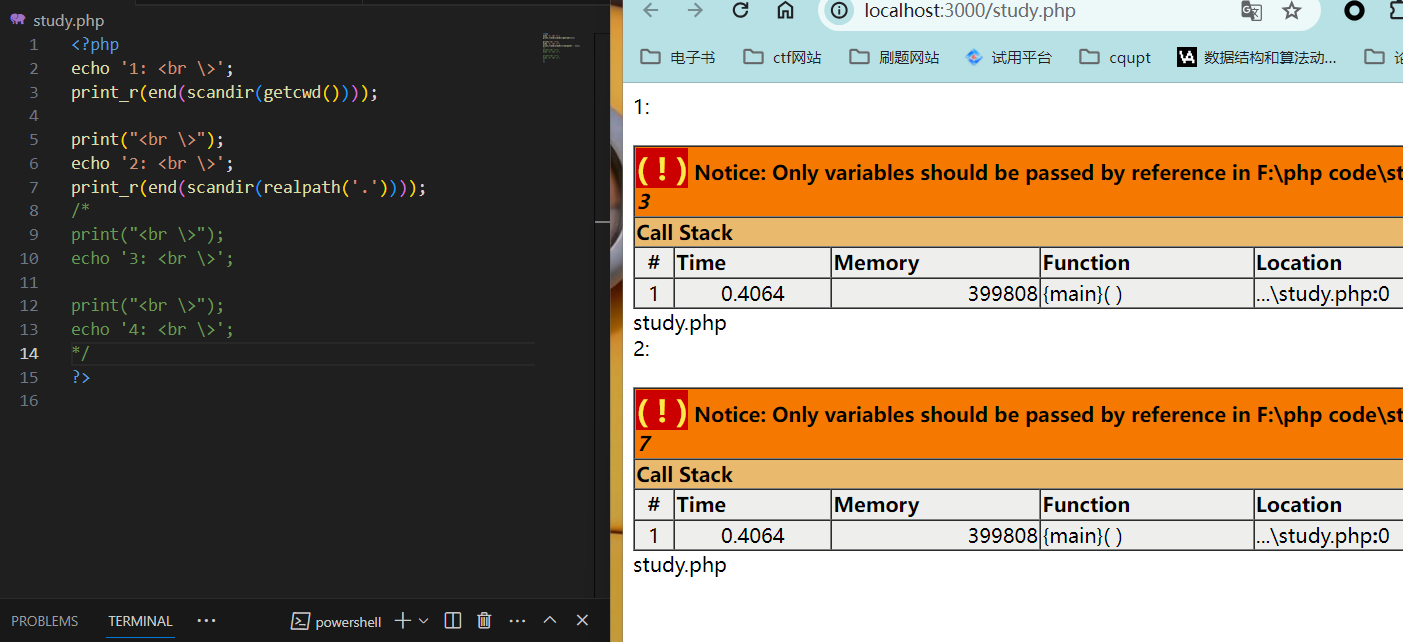 study.php
1 <?php
2 echo '1: <br \>';
3 print_r(end(scandir(getcwd())));
4
5 print("<br \>");
6 echo '2: <br \>';
7 print_r(end(scandir(realpath('.'))));
8 /*
9 print("<br \>");
10 echo '3: <br \>';
11
12 print("<br \>");
13 echo '4: <br \>';
14 */
15 ?>
16
PROBLEMS TERMINAL ··· powershell
localhost:3000/study.php
电子书 ctf网站 刷题网站 试用平台 cqupt 数据结构和算法动...
1:
( ! ) Notice: Only variables should be passed by reference in F:\php code\st
3
Call Stack
# Time Memory Function Location
1 0.4064 399808 {main}( ) ...\study.php:0
study.php
2:
( ! ) Notice: Only variables should be passed by reference in F:\php code\st
7
Call Stack
# Time Memory Function Location
1 0.4064 399808 {main}( ) ...\study.php:0
study.php